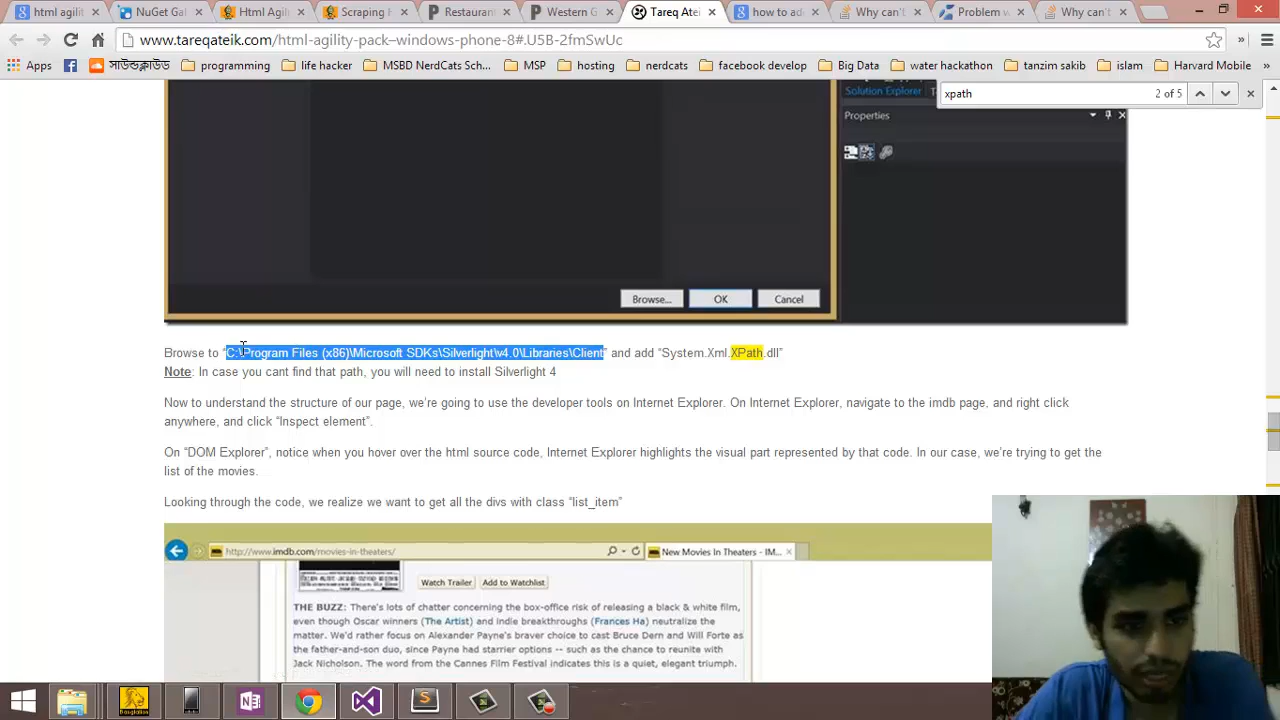 html agilit
NuGet Gal
Html Agili
Scraping H
Restauran
Western G
Tareq Atei
how to ad
Why can't
Problem w
Why can't
www.tareqateik.com/html-agility-pack–windows-phone-8#.U5B-2fmSwUc
Apps
সাউন্ডক্লাউড
programming
life hacker
MSBD NerdCats Sch...
MSP
hosting
nerdcats
facebook develop
Big Data
water hackathon
tanzim sakib
islam
Harvard Mobile
»
xpath
2 of 5
Solution Explorer
Properties
Browse...
OK
Cancel
Browse to “C:\Program Files (x86)\Microsoft SDKs\Silverlight\v4.0\Libraries\Client” and add “System.Xml.XPath.dll”
Note: In case you cant find that path, you will need to install Silverlight 4
Now to understand the structure of our page, we’re going to use the developer tools on Internet Explorer. On Internet Explorer, navigate to the imdb page, and right click
anywhere, and click “Inspect element”.
On “DOM Explorer”, notice when you hover over the html source code, Internet Explorer highlights the visual part represented by that code. In our case, we’re trying to get the
list of the movies.
Looking through the code, we realize we want to get all the divs with class “list_item”
http://www.imdb.com/movies-in-theaters/
New Movies In Theaters - IM...
Watch Trailer
Add to Watchlist
THE BUZZ: There's lots of chatter concerning the box-office risk of releasing a black & white film,
even though Oscar winners (The Artist) and indie breakthroughs (Frances Ha) neutralize the
matter. We'd rather focus on Alexander Payne's braver choice to cast Bruce Dern and Will Forte as
the father-and-son duo, since Payne had starrier options -- such as the chance to reunite with
Jack Nicholson. The word from the Cannes Film Festival indicates this is a quiet, elegant triumph.